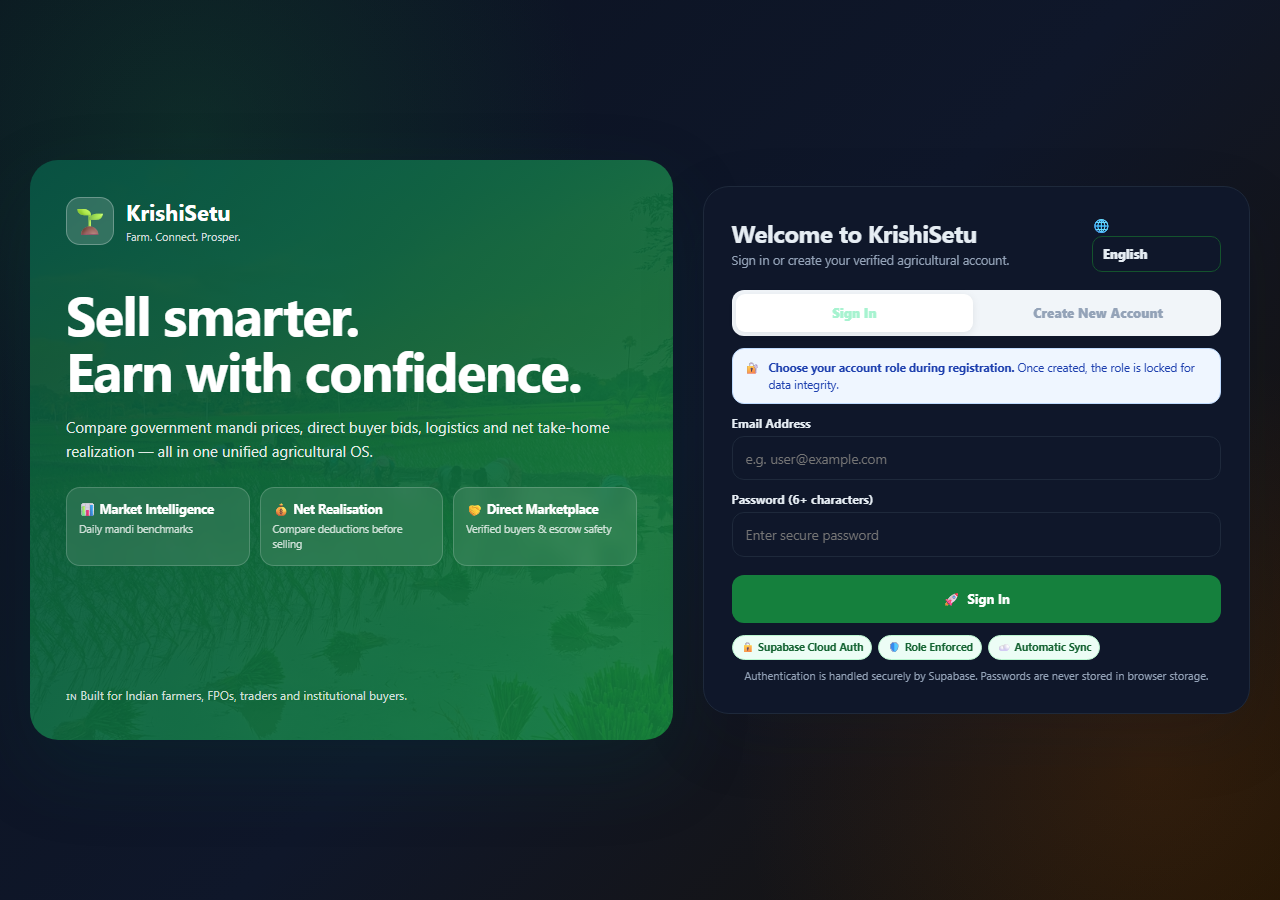 KrishiSetu
Farm. Connect. Prosper.
Sell smarter.
Earn with confidence.
Compare government mandi prices, direct buyer bids, logistics and net take-home
realization — all in one unified agricultural OS.
📊 Market Intelligence
Daily mandi benchmarks
💰 Net Realisation
Compare deductions before
selling
🤝 Direct Marketplace
Verified buyers & escrow safety
IN Built for Indian farmers, FPOs, traders and institutional buyers.
Welcome to KrishiSetu
Sign in or create your verified agricultural account.
🌐
English
Sign In
Create New Account
🔐 Choose your account role during registration. Once created, the role is locked for
data integrity.
Email Address
e.g. user@example.com
Password (6+ characters)
Enter secure password
🚀 Sign In
🔒 Supabase Cloud Auth
🛡️ Role Enforced
☁️ Automatic Sync
Authentication is handled securely by Supabase. Passwords are never stored in browser storage.